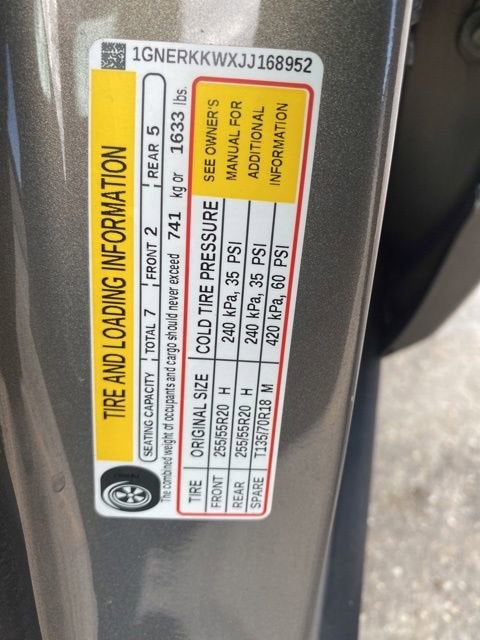 1GNERKKWXJJ168952
TIRE AND LOADING INFORMATION
SEATING CAPACITY TOTAL 7 FRONT 2 REAR 5
The combined weight of occupants and cargo should never exceed 741 kg or 1633 lbs.
TIRE ORIGINAL SIZE COLD TIRE PRESSURE SEE OWNER'S
FRONT 255/55R20 H 240 kPa, 35 PSI MANUAL FOR
REAR 255/55R20 H 240 kPa, 35 PSI ADDITIONAL
SPARE T135/70R18 M 420 kPa, 60 PSI INFORMATION